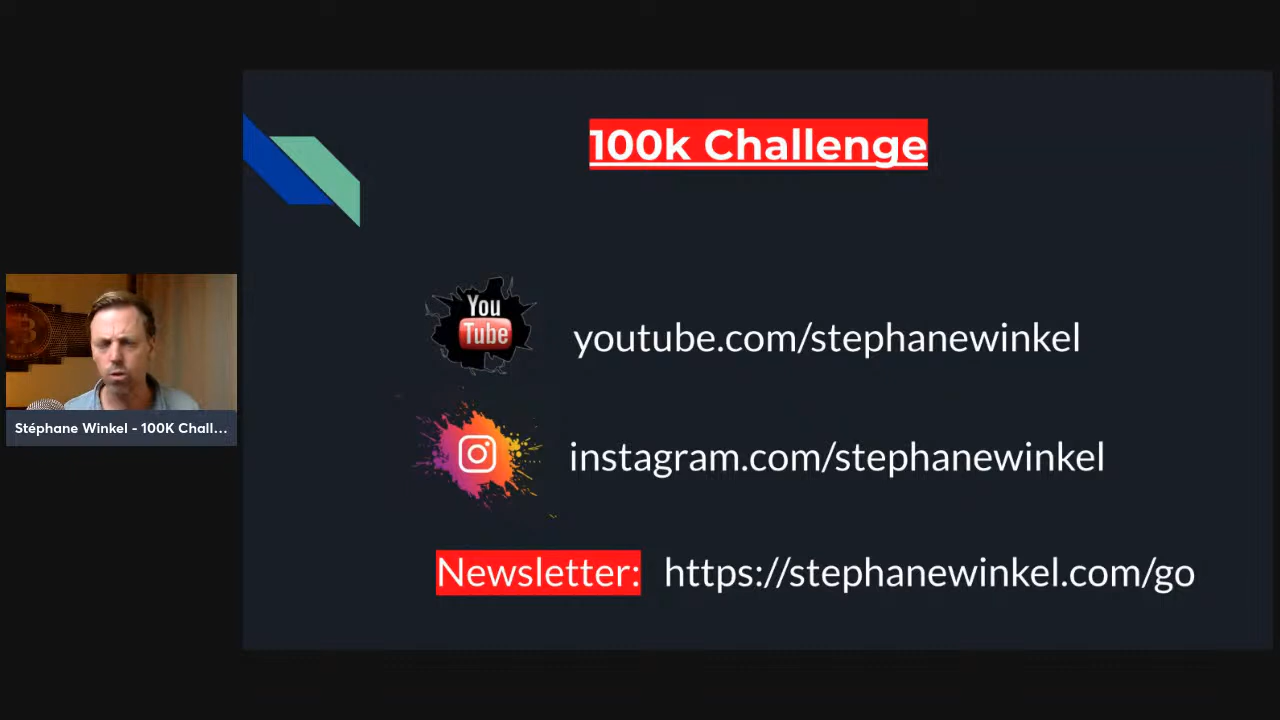 100k Challenge
You
Tube
youtube.com/stephanewinkel
Stéphane Winkel - 100K Chall...
instagram.com/stephanewinkel
Newsletter: https://stephanewinkel.com/go